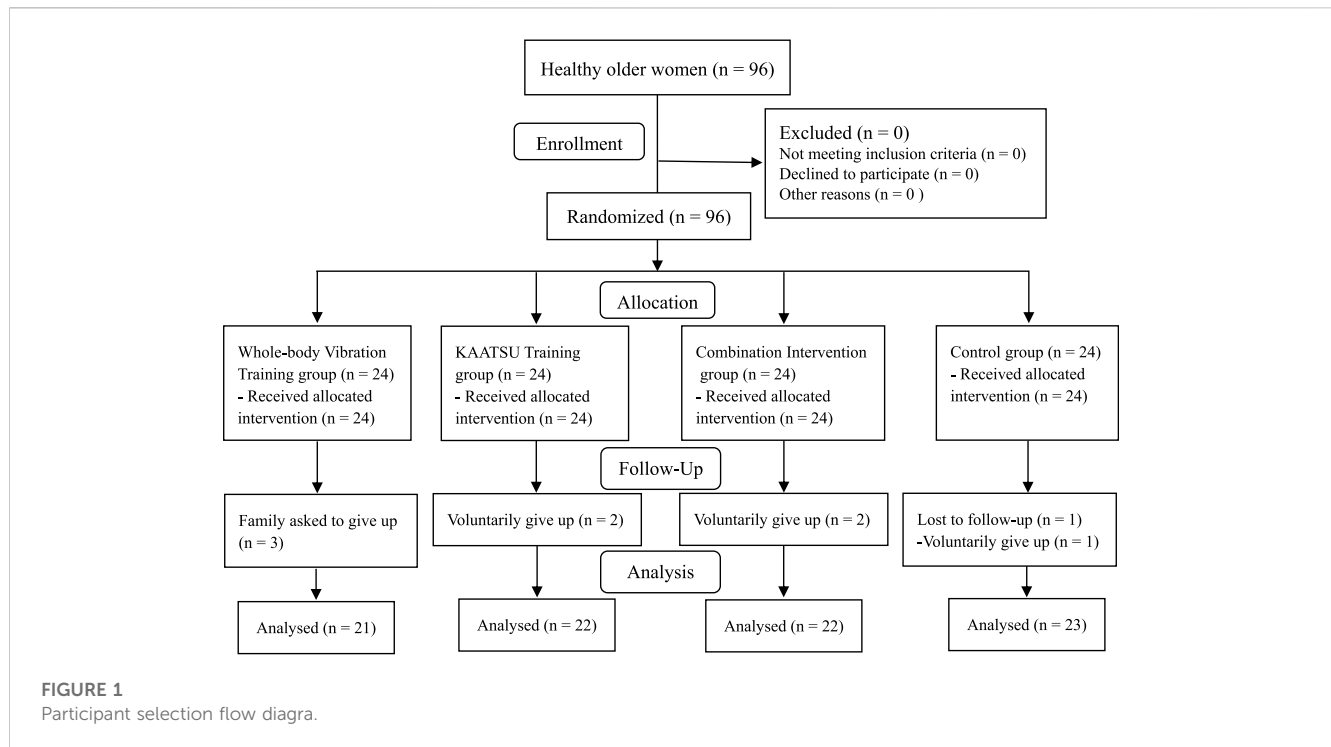 Healthy older women (n = 96)
Enrollment
Excluded (n = 0)
Not meeting inclusion criteria (n = 0)
Declined to participate (n = 0)
Other reasons (n = 0 )
Randomized (n = 96)
Allocation
Whole-body Vibration
Training group (n = 24)
- Received allocated
intervention (n = 24)
KAATSU Training
group (n = 24)
- Received allocated
intervention (n = 24)
Combination Intervention
group (n = 24)
- Received allocated
intervention (n = 24)
Control group (n = 24)
- Received allocated
intervention (n = 24)
Follow-Up
Family asked to give up
(n = 3)
Voluntarily give up (n = 2)
Voluntarily give up (n = 2)
Lost to follow-up (n = 1)
-Voluntarily give up (n = 1)
Analysis
Analysed (n = 21)
Analysed (n = 22)
Analysed (n = 22)
Analysed (n = 23)
FIGURE 1
Participant selection flow diagra.